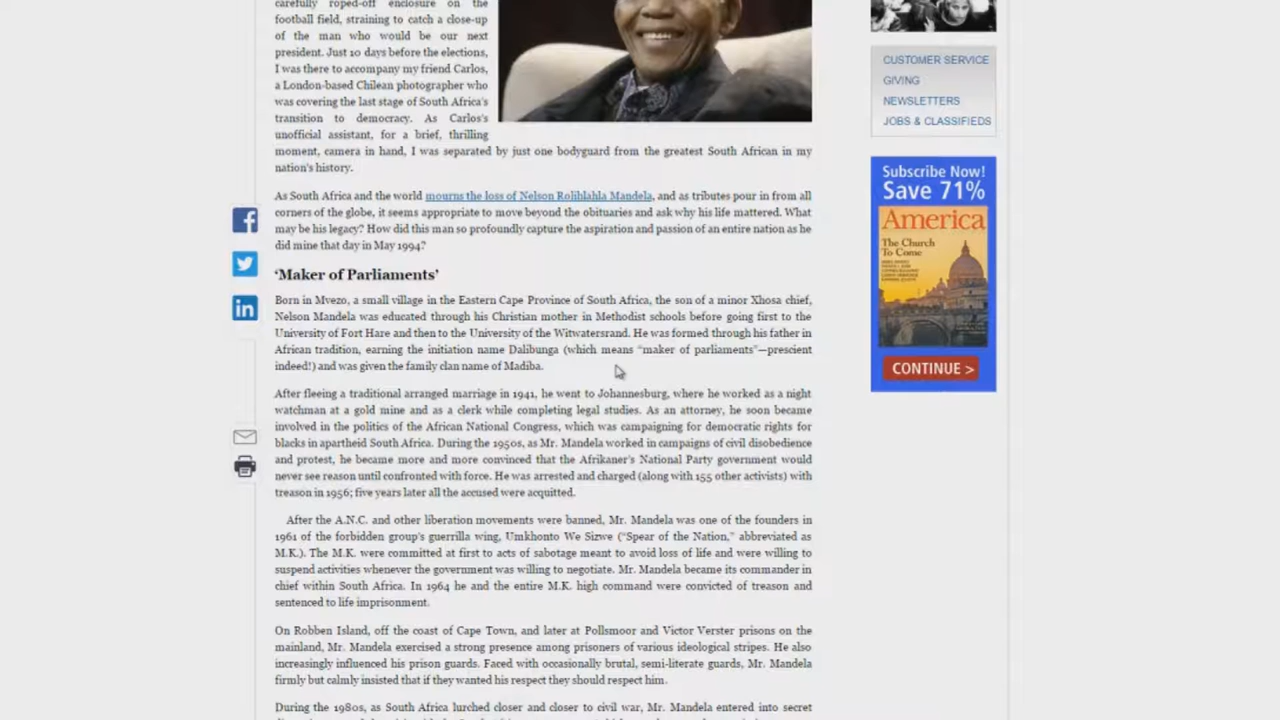 carefully roped-off enclosure on the
football field, straining to catch a close-up
of the man who would be our next
president. Just 10 days before the elections,
I was there to accompany my friend Carlos,
a London-based Chilean photographer who
was covering the last stage of South Africa's
transition to democracy. As Carlos's
unofficial assistant, for a brief, thrilling
moment, camera in hand, I was separated by just one bodyguard from the greatest South African in my
nation's history.
As South Africa and the world mourns the loss of Nelson Rolihlahla Mandela, and as tributes pour in from all
corners of the globe, it seems appropriate to move beyond the obituaries and ask why his life mattered. What
may be his legacy? How did this man so profoundly capture the aspiration and passion of an entire nation as he
did mine that day in May 1994?
‘Maker of Parliaments’
Born in Mvezo, a small village in the Eastern Cape Province of South Africa, the son of a minor Xhosa chief,
Nelson Mandela was educated through his Christian mother in Methodist schools before going first to the
University of Fort Hare and then to the University of the Witwatersrand. He was formed through his father in
African tradition, earning the initiation name Dalibunga (which means “maker of parliaments”—prescient
indeed!) and was given the family clan name of Madiba.
After fleeing a traditional arranged marriage in 1941, he went to Johannesburg, where he worked as a night
watchman at a gold mine and as a clerk while completing legal studies. As an attorney, he soon became
involved in the politics of the African National Congress, which was campaigning for democratic rights for
blacks in apartheid South Africa. During the 1950s, as Mr. Mandela worked in campaigns of civil disobedience
and protest, he became more and more convinced that the Afrikaner's National Party government would
never see reason until confronted with force. He was arrested and charged (along with 155 other activists) with
treason in 1956; five years later all the accused were acquitted.
After the A.N.C. and other liberation movements were banned, Mr. Mandela was one of the founders in
1961 of the forbidden group's guerrilla wing, Umkhonto We Sizwe (“Spear of the Nation,” abbreviated as
M.K.). The M.K. were committed at first to acts of sabotage meant to avoid loss of life and were willing to
suspend activities whenever the government was willing to negotiate. Mr. Mandela became its commander in
chief within South Africa. In 1964 he and the entire M.K. high command were convicted of treason and
sentenced to life imprisonment.
On Robben Island, off the coast of Cape Town, and later at Pollsmoor and Victor Verster prisons on the
mainland, Mr. Mandela exercised a strong presence among prisoners of various ideological stripes. He also
increasingly influenced his prison guards. Faced with occasionally brutal, semi-literate guards, Mr. Mandela
firmly but calmly insisted that if they wanted his respect they should respect him.
During the 1980s, as South Africa lurched closer and closer to civil war, Mr. Mandela entered into secret
CUSTOMER SERVICE
GIVING
NEWSLETTERS
JOBS & CLASSIFIEDS
Subscribe Now!
Save 71%
America
The Church
To Come
CONTINUE >